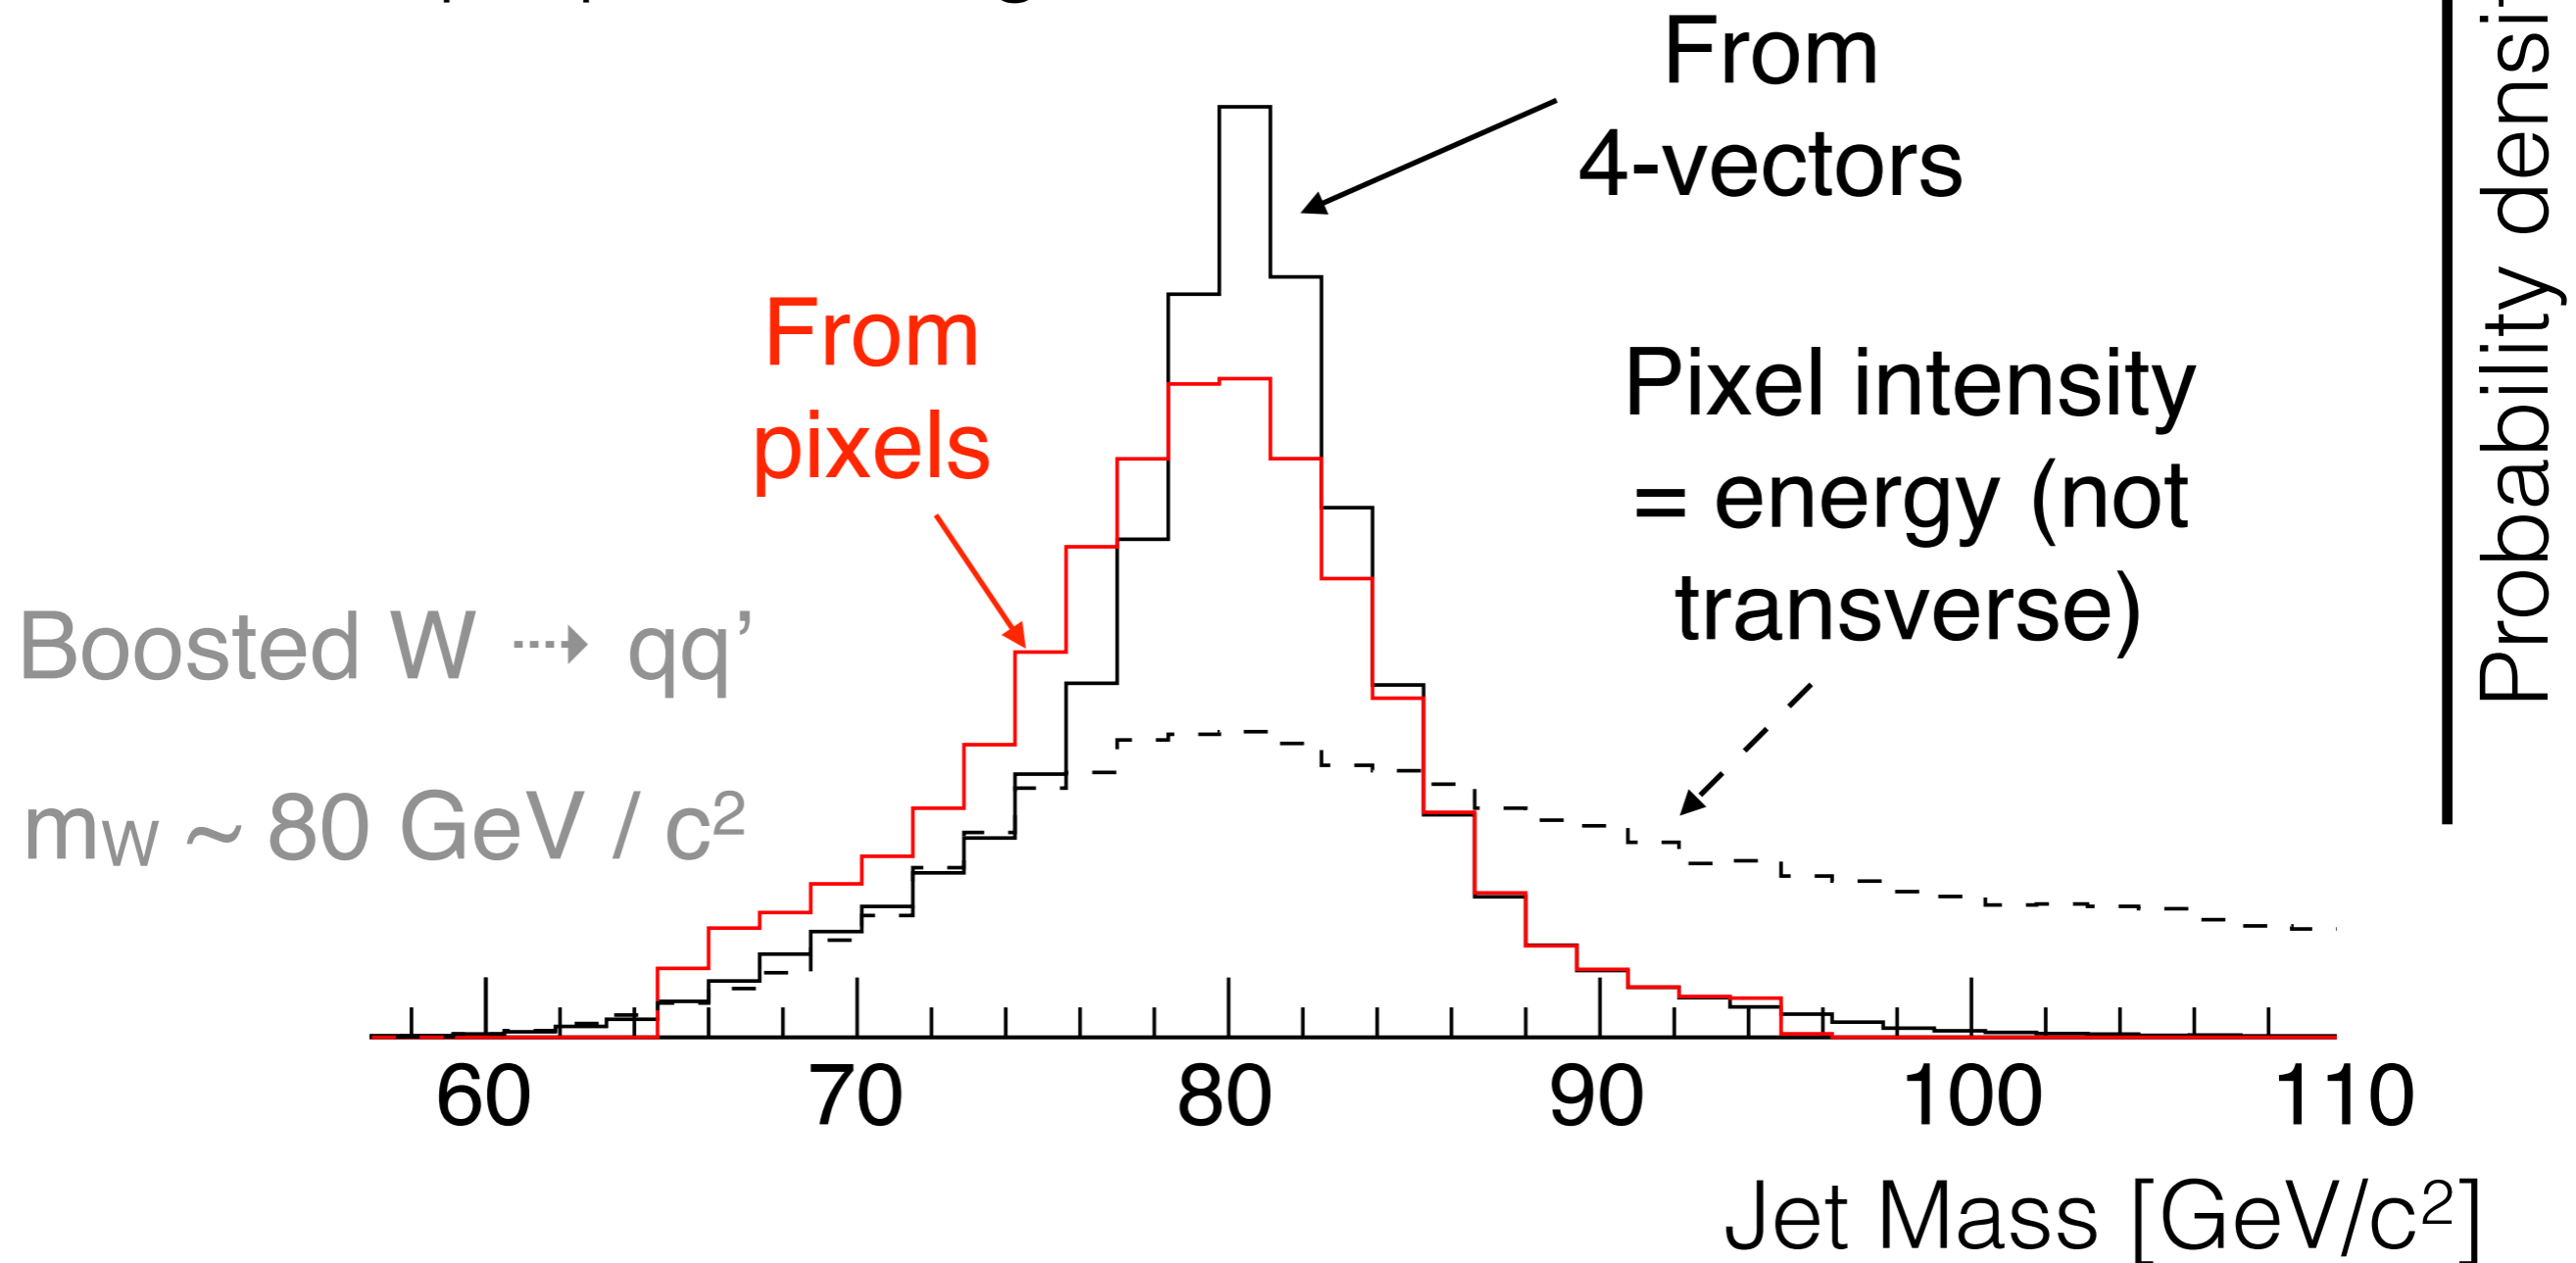 From
4-vectors
From
pixels
Pixel intensity
= energy (not
transverse)
Boosted W ⇢ qq’
mW ~ 80 GeV / c²
60 70 80 90 100 110
Jet Mass [GeV/c²]
Probability